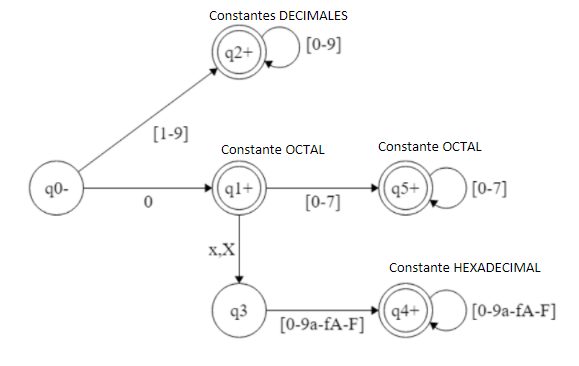 Constantes DECIMALES
q2+
[0-9]
[1-9]
Constante OCTAL
Constante OCTAL
q0-
0
q1+
[0-7]
q5+
[0-7]
x,X
Constante HEXADECIMAL
q3
[0-9a-fA-F]
q4+
[0-9a-fA-F]